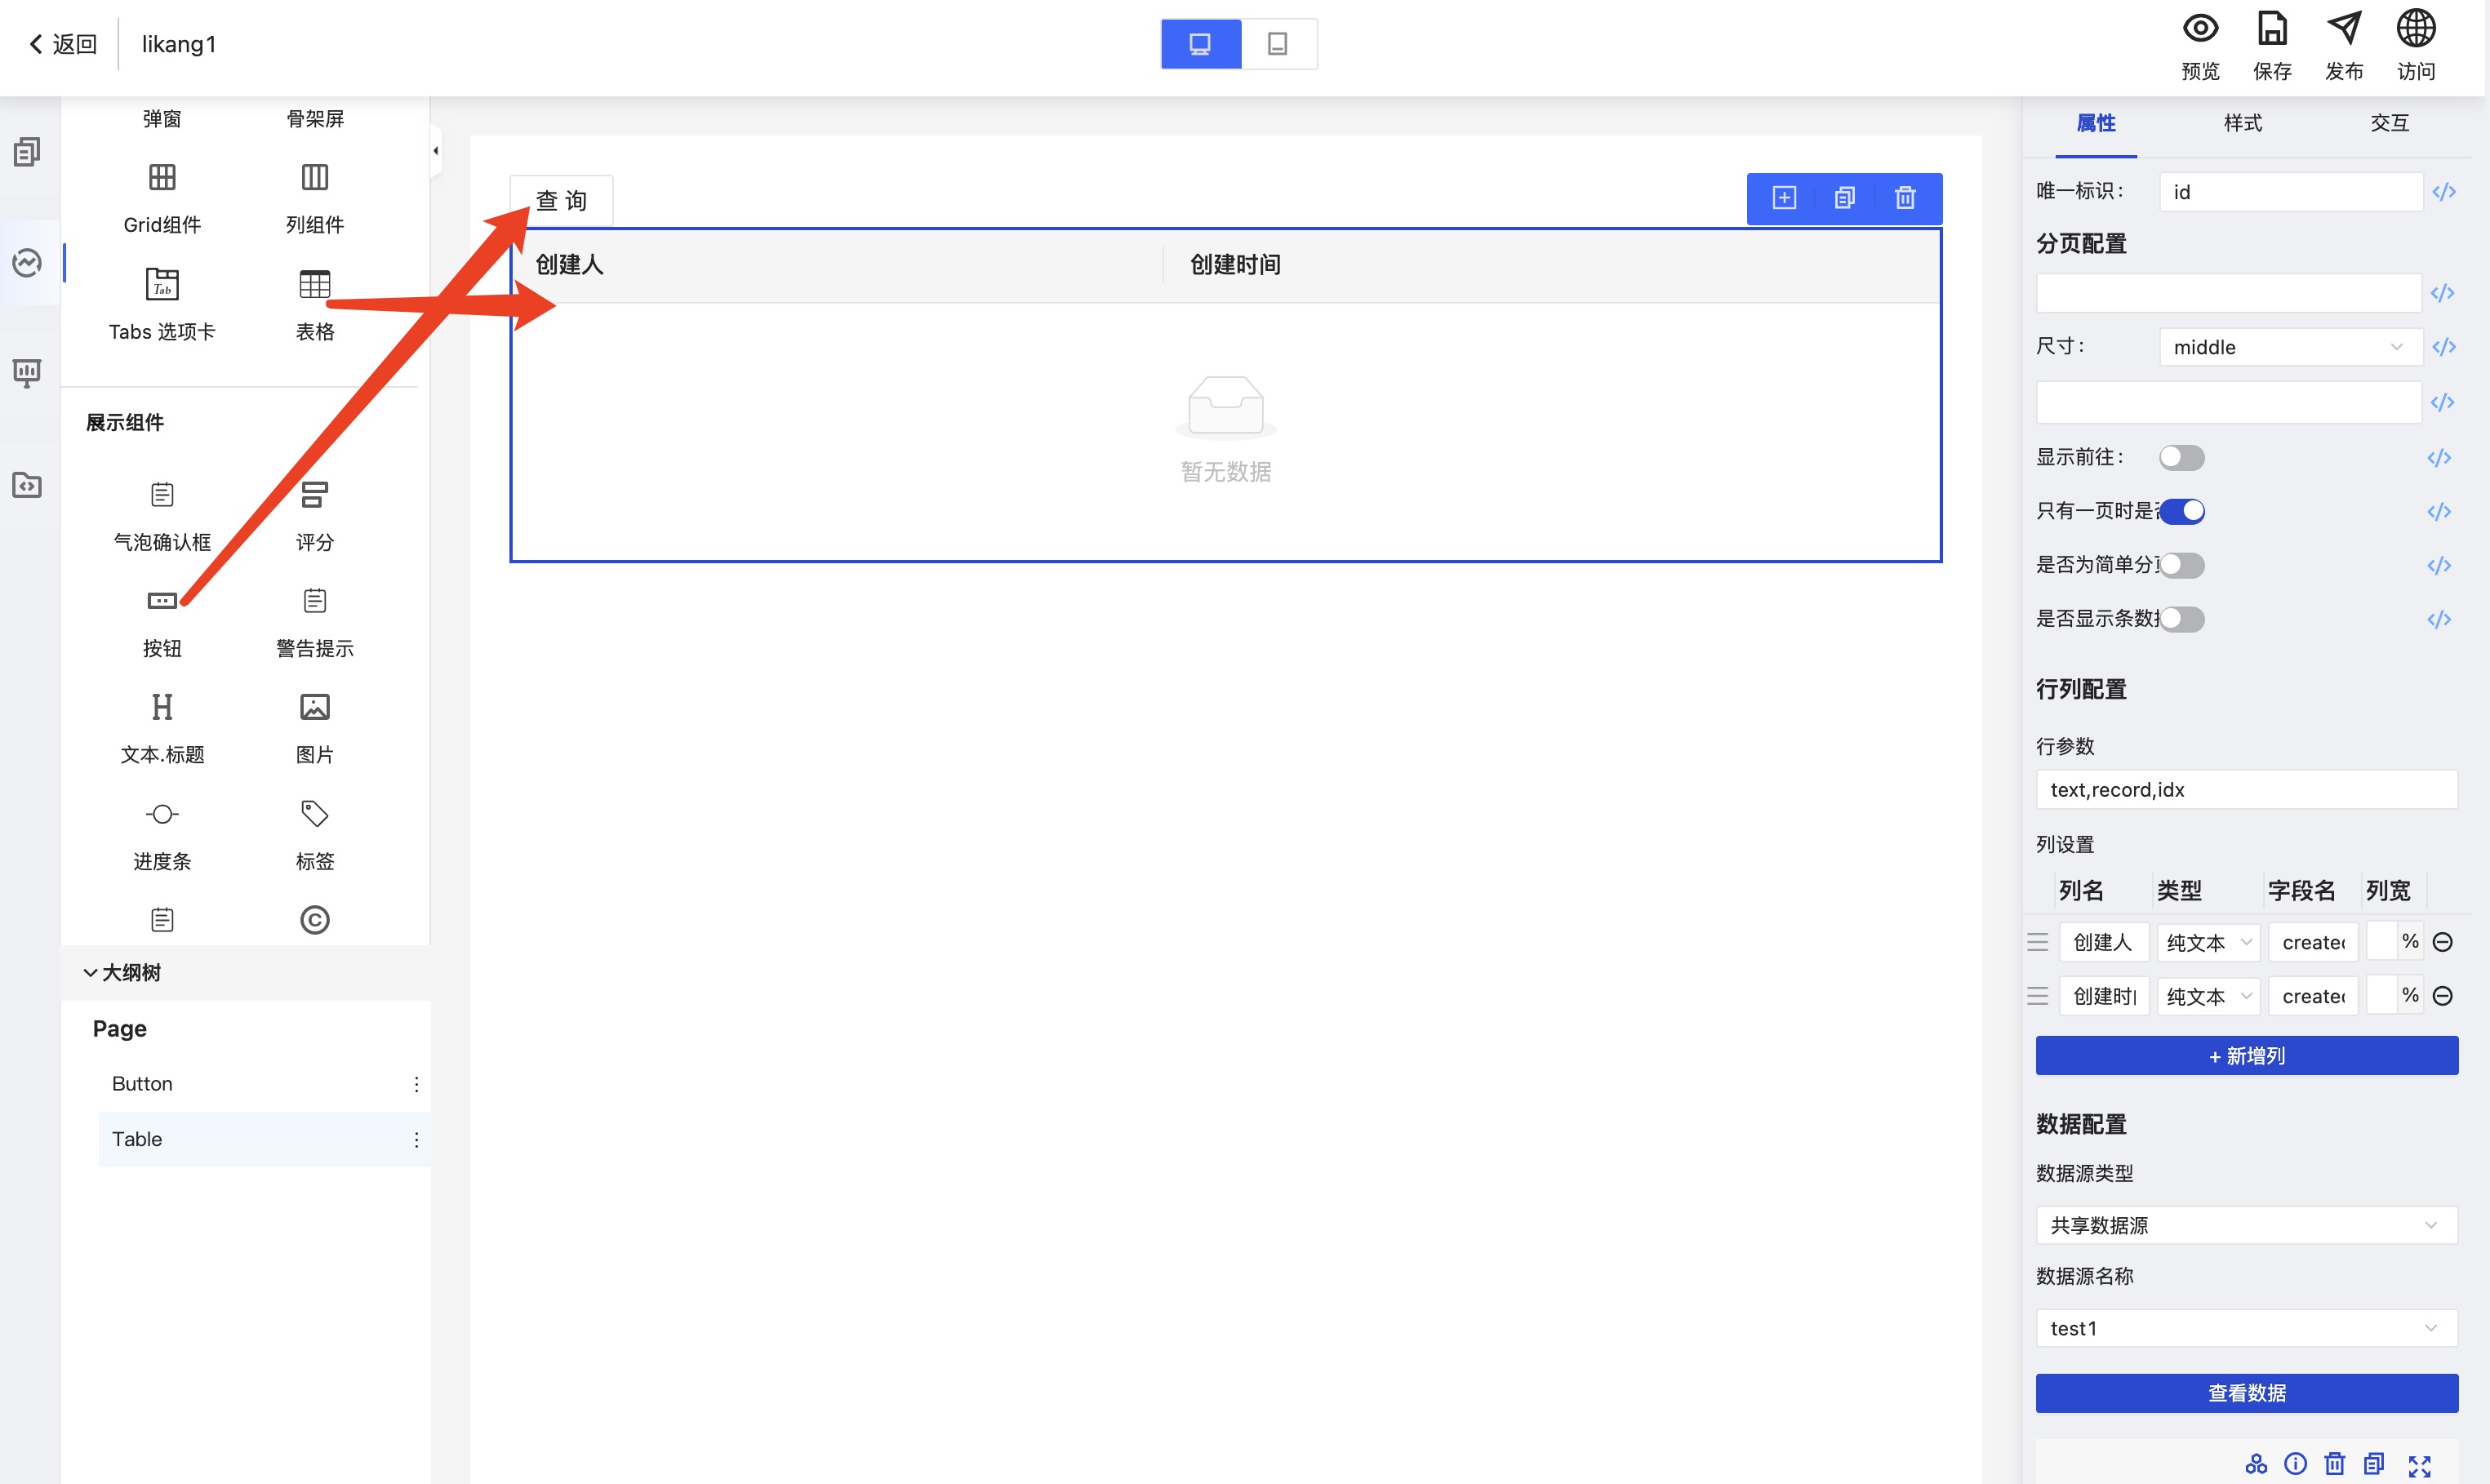 返回
likang1
预览
保存
发布
访问
弹窗
骨架屏
Grid组件
列组件
Tab
Tabs 选项卡
表格
展示组件
气泡确认框
评分
按钮
警告提示
H
文本.标题
图片
进度条
标签
大纲树
Page
Button
Table
查 询
创建人
创建时间
暂无数据
属性
样式
交互
唯一标识：
id
分页配置
尺寸：
middle
显示前往：
只有一页时是
是否为简单分
是否显示条数
行列配置
行参数
text,record,idx
列设置
列名
类型
字段名
列宽
创建人
纯文本
%
创建时
纯文本
%
+ 新增列
数据配置
数据源类型
共享数据源
数据源名称
test1
查看数据